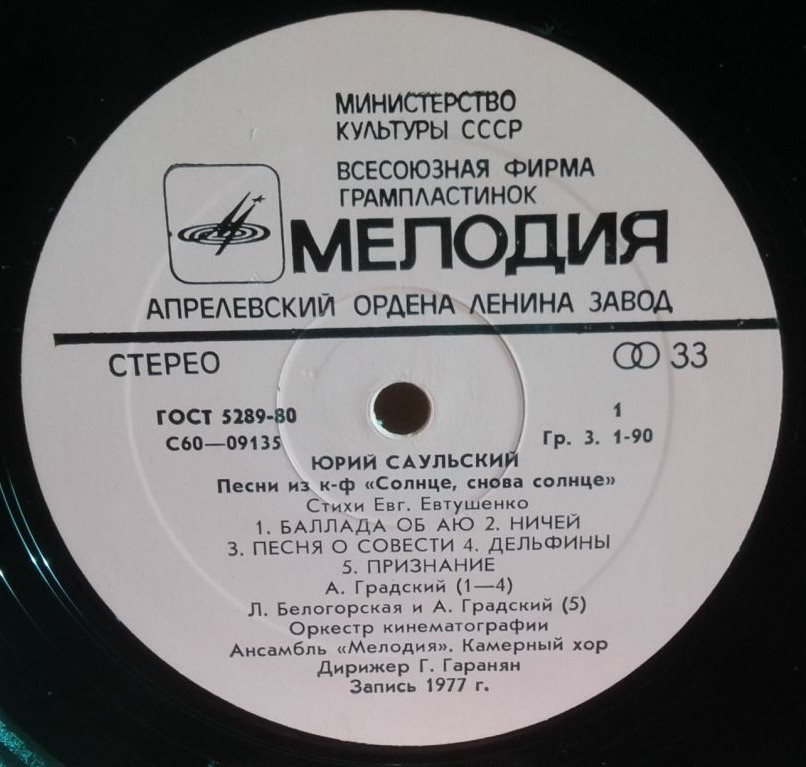 МИНИСТЕРСТВО
КУЛЬТУРЫ СССР
ВСЕСОЮЗНАЯ ФИРМА
ГРАМПЛАСТИНОК
МЕЛОДИЯ
АПРЕЛЕВСКИЙ ОРДЕНА ЛЕНИНА ЗАВОД
СТЕРЕО 33
ГОСТ 5289-80 1
С60—09135 Гр. 3. 1-90
ЮРИЙ САУЛЬСКИЙ
Песни из к-ф «Солнце, снова солнце»
Стихи Евг. Евтушенко
1. БАЛЛАДА ОБ АЮ 2. НИЧЕЙ
3. ПЕСНЯ О СОВЕСТИ 4. ДЕЛЬФИНЫ
5. ПРИЗНАНИЕ
А. Градский (1—4)
Л. Белогорская и А. Градский (5)
Оркестр кинематографии
Ансамбль «Мелодия». Камерный хор
Дирижер Г. Гаранян
Запись 1977 г.